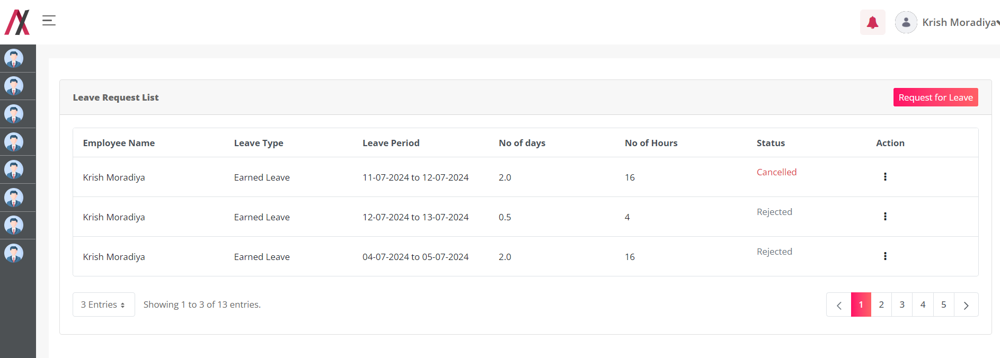 Krish Moradiya
Leave Request List
Request for Leave
Employee Name Leave Type Leave Period No of days No of Hours Status Action
Krish Moradiya Earned Leave 11-07-2024 to 12-07-2024 2.0 16 Cancelled
Krish Moradiya Earned Leave 12-07-2024 to 13-07-2024 0.5 4 Rejected
Krish Moradiya Earned Leave 04-07-2024 to 05-07-2024 2.0 16 Rejected
3 Entries Showing 1 to 3 of 13 entries. 1 2 3 4 5